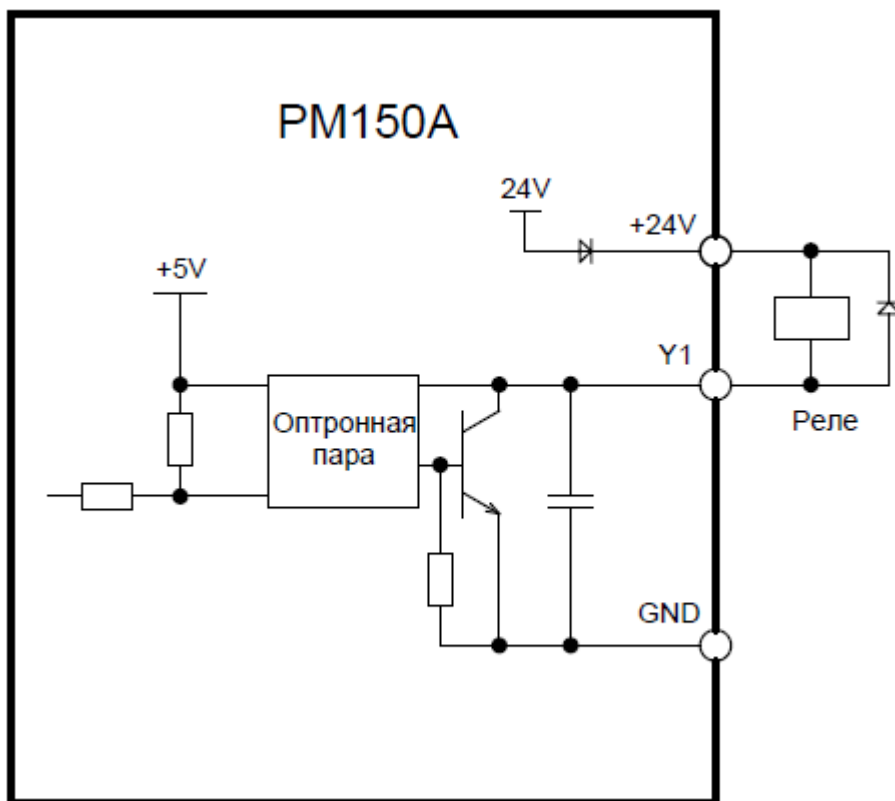 PM150A
24V
+24V
+5V
Y1
Оптронная
пара
Реле
GND